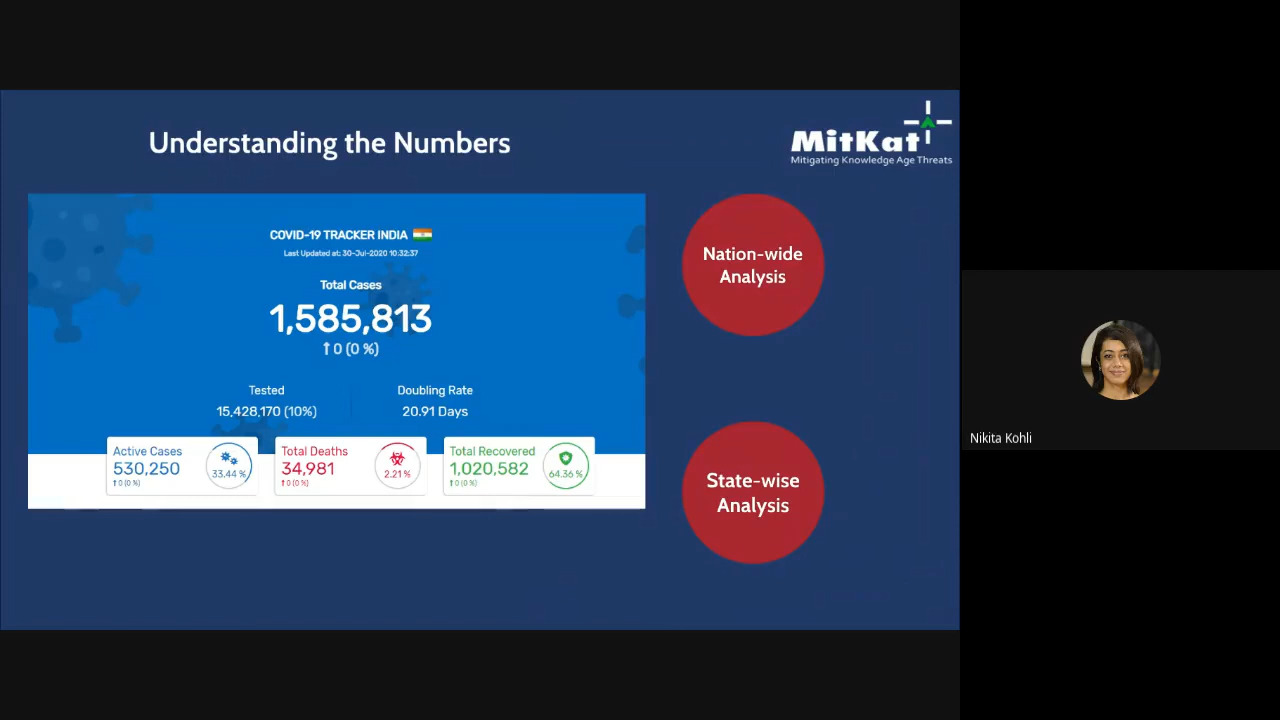 Understanding the Numbers
MitKat
Mitigating Knowledge Age Threats
COVID-19 TRACKER INDIA
Last Updated at: 30-Jul-2020 10:32:37
Total Cases
1,585,813
↑ 0 (0 %)
Tested
15,428,170 (10%)
Doubling Rate
20.91 Days
Active Cases
530,250
↑ 0 (0 %)
33.44 %
Total Deaths
34,981
↑ 0 (0 %)
2.21 %
Total Recovered
1,020,582
↑ 0 (0 %)
64.36 %
Nation-wide
Analysis
State-wise
Analysis
Nikita Kohli